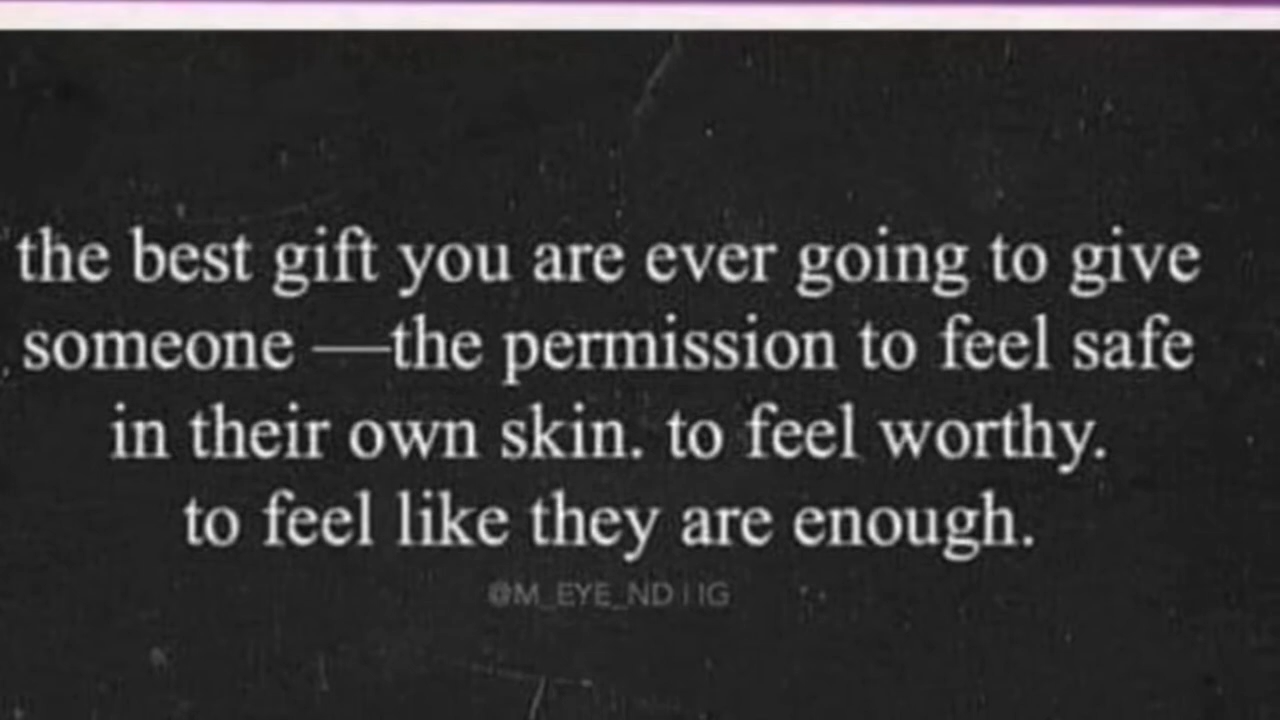 the best gift you are ever going to give
someone —the permission to feel safe
in their own skin. to feel worthy.
to feel like they are enough.
@M_EYE_ND | IG